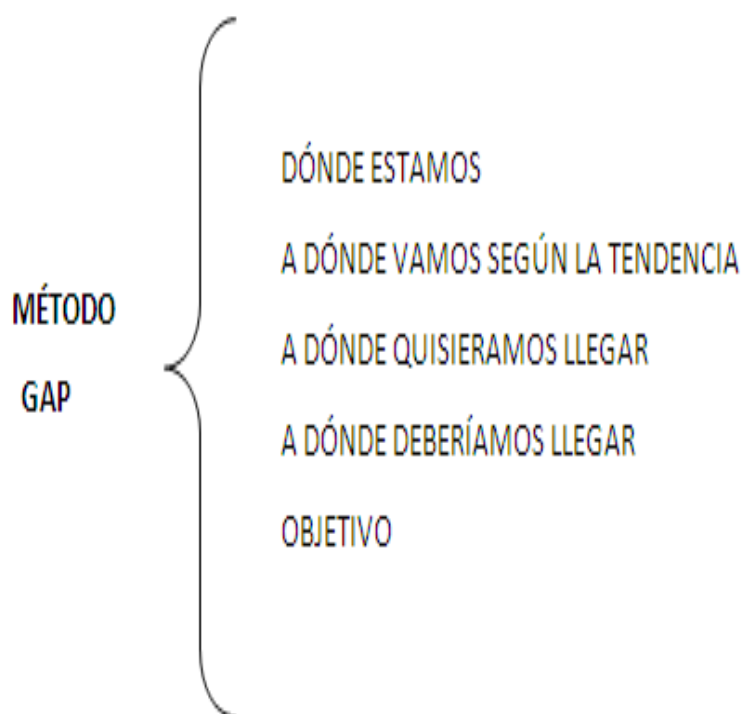 MÉTODO
GAP
DÓNDE ESTAMOS
A DÓNDE VAMOS SEGÚN LA TENDENCIA
A DÓNDE QUISIERAMOS LLEGAR
A DÓNDE DEBERÍAMOS LLEGAR
OBJETIVO